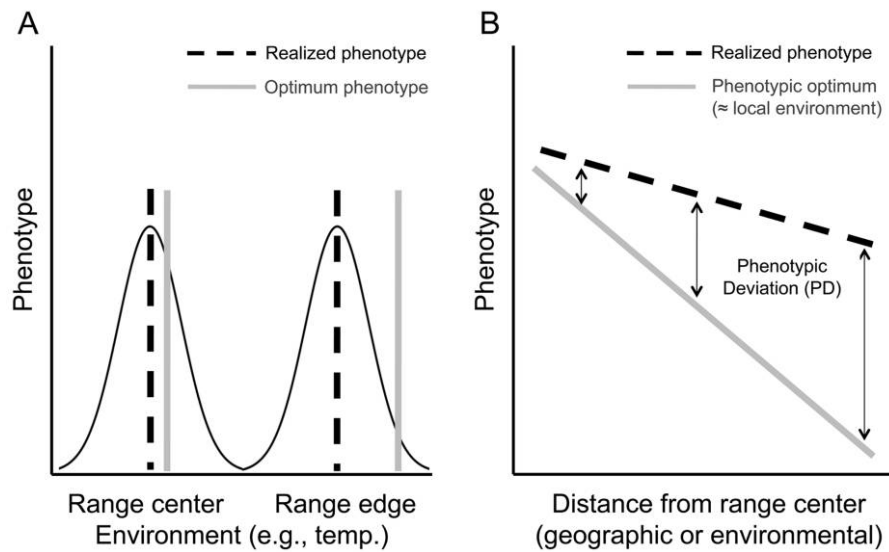 A
Realized phenotype
Optimum phenotype
Phenotype
Range center
Range edge
Environment (e.g., temp.)
B
Realized phenotype
Phenotypic optimum
(≈ local environment)
Phenotype
Phenotypic
Deviation (PD)
Distance from range center
(geographic or environmental)